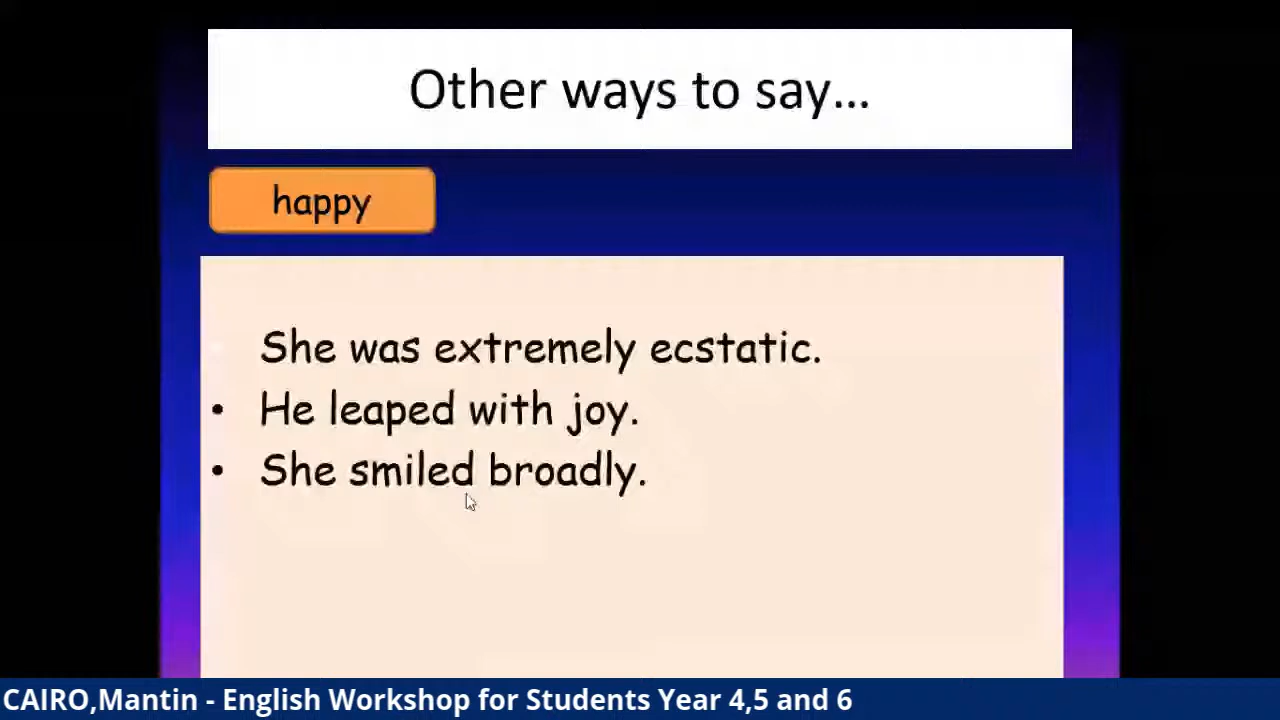 Other ways to say...
happy
She was extremely ecstatic.
• He leaped with joy.
• She smiled broadly.
CAIRO,Mantin - English Workshop for Students Year 4,5 and 6